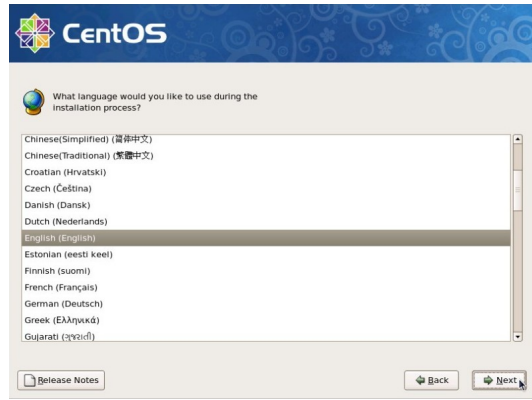 CentOS
What language would you like to use during the
installation process?
Chinese(Simplified) (简体中文)
Chinese(Traditional) (繁體中文)
Croatian (Hrvatski)
Czech (Čeština)
Danish (Dansk)
Dutch (Nederlands)
English (English)
Estonian (eesti keel)
Finnish (suomi)
French (Français)
German (Deutsch)
Greek (Ελληνικά)
Gujarati (ગુજરાતી)
Release Notes
Back
Next